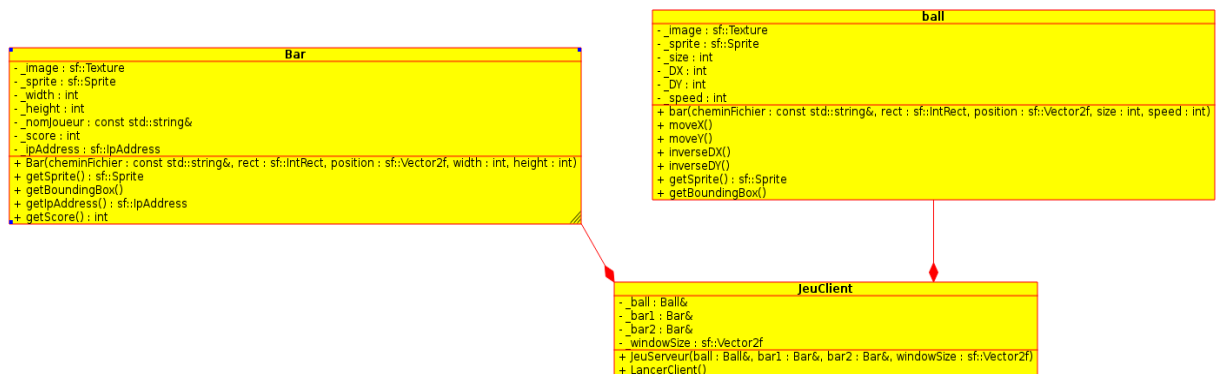 Bar
- _image : sf::Texture
- _sprite : sf::Sprite
- _width : int
- _height : int
- _nomJoueur : const std::string&
- _score : int
- _ipAddress : sf::IpAddress
+ Bar(cheminFichier : const std::string&, rect : sf::IntRect, position : sf::Vector2f, width : int, height : int)
+ getSprite() : sf::Sprite
+ getBoundingBox()
+ getIpAddress() : sf::IpAddress
+ getScore() : int
ball
- _image : sf::Texture
- _sprite : sf::Sprite
- _size : int
- _DX : int
- _DY : int
- _speed : int
+ bar(cheminFichier : const std::string&, rect : sf::IntRect, position : sf::Vector2f, size : int, speed : int)
+ moveX()
+ moveY()
+ inverseDX()
+ inverseDY()
+ getSprite() : sf::Sprite
+ getBoundingBox()
JeuClient
- _ball : Ball&
- _bar1 : Bar&
- _bar2 : Bar&
- _windowSize : sf::Vector2f
+ JeuServeur(ball : Ball&, bar1 : Bar&, bar2 : Bar&, windowSize : sf::Vector2f)
+ LancerClient()